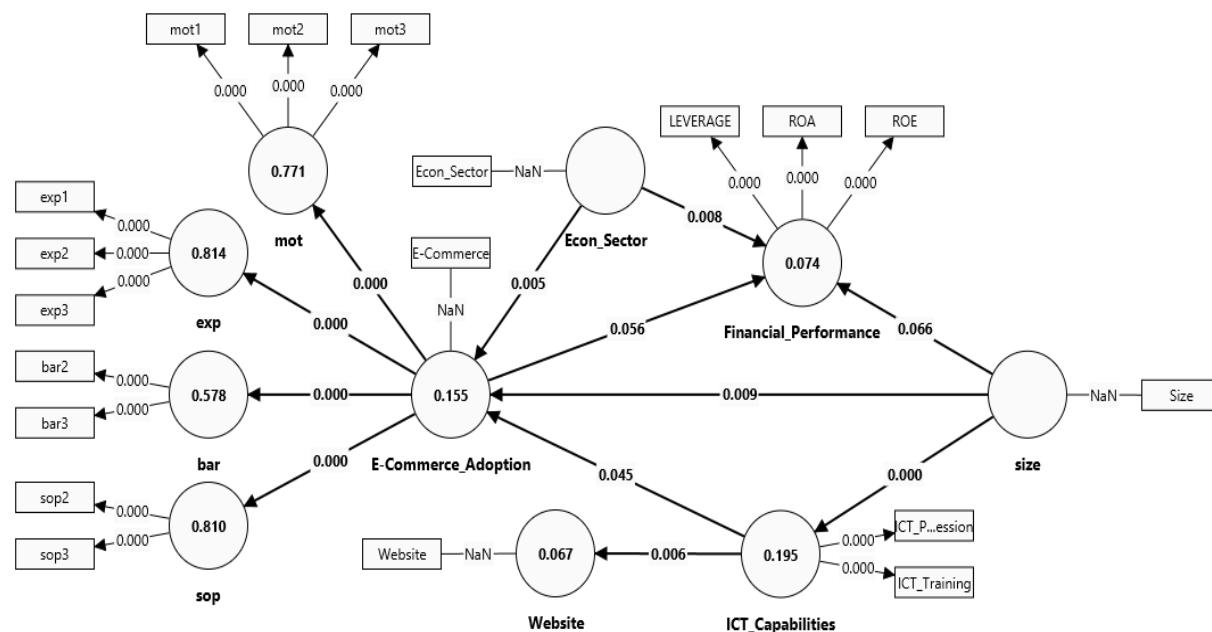 mot1
mot2
mot3
0.000
0.000
0.000
0.771
mot
LEVERAGE
ROA
ROE
0.000
0.000
0.000
Econ_Sector
NaN
Econ_Sector
0.008
0.074
Financial_Performance
exp1
exp2
exp3
0.000
0.000
0.000
0.814
exp
E-Commerce
NaN
0.005
0.000
0.000
0.056
0.066
bar2
bar3
0.000
0.000
0.578
bar
0.000
0.155
E-Commerce_Adoption
0.009
size
NaN
Size
0.000
0.045
0.000
sop2
sop3
0.000
0.000
0.810
sop
Website
NaN
0.067
Website
0.006
0.195
ICT_Capabilities
0.000
0.000
ICT_P...ession
ICT_Training